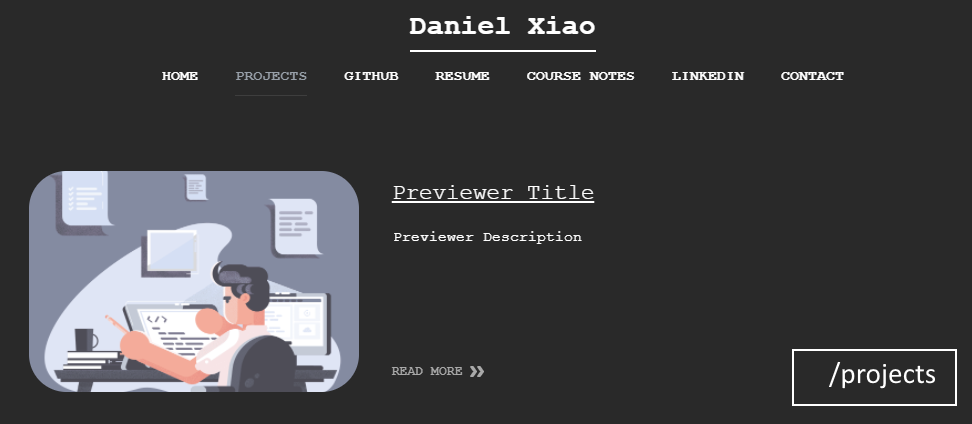 Daniel Xiao
HOME PROJECTS GITHUB RESUME COURSE NOTES LINKEDIN CONTACT
Previewer Title
Previewer Description
</>
READ MORE »
/projects